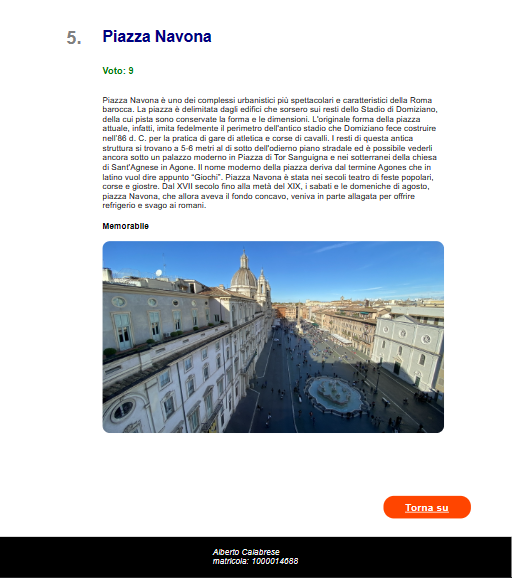 5. Piazza Navona
Voto: 9
Piazza Navona è uno dei complessi urbanistici più spettacolari e caratteristici della Roma
barocca. La piazza è delimitata dagli edifici che sorsero sui resti dello Stadio di Domiziano,
della cui pista sono conservate la forma e le dimensioni. L'originale forma della piazza
attuale, infatti, imita fedelmente il perimetro dell'antico stadio che Domiziano fece costruire
nell'86 d. C. per la pratica di gare di atletica e corse di cavalli. I resti di questa antica
struttura si trovano a 5-6 metri al di sotto dell'odierno piano stradale ed è possibile vederli
ancora sotto un palazzo moderno in Piazza di Tor Sanguigna e nei sotterranei della chiesa
di Sant'Agnese in Agone. Il nome moderno della piazza deriva dal termine Agones che in
latino vuol dire appunto "Giochi". Piazza Navona è stata nei secoli teatro di feste popolari,
corse e giostre. Dal XVII secolo fino alla metà del XIX, i sabati e le domeniche di agosto,
piazza Navona, che allora aveva il fondo concavo, veniva in parte allagata per offrire
refrigerio e svago ai romani.
Memorabile
Torna su
Alberto Calabrese
matricola: 1000014688